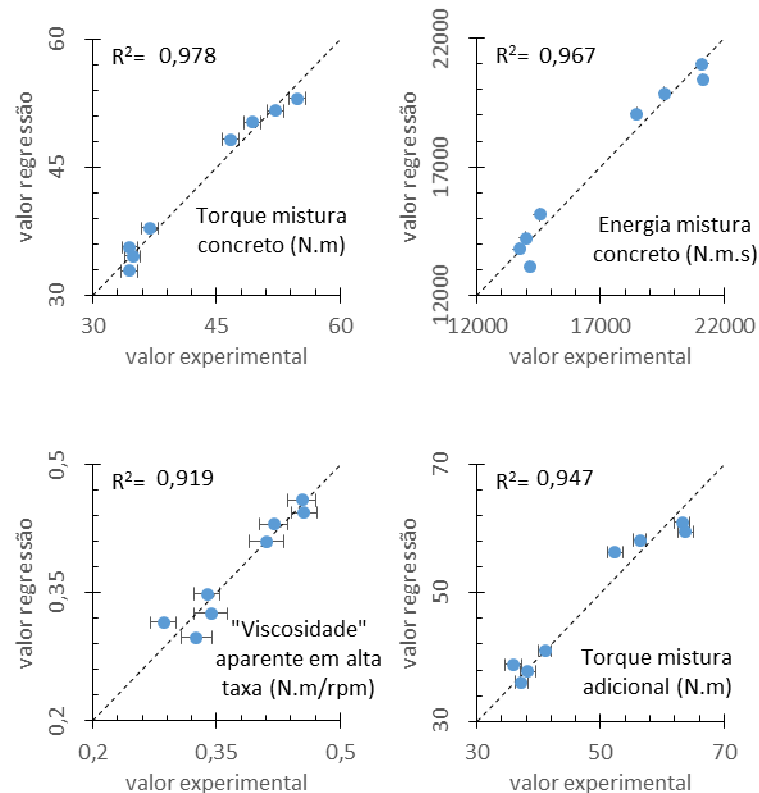 60
R²= 0,978
valor regressão
45
Torque mistura
concreto (N.m)
30
30 45 60
valor experimental
22000
R²= 0,967
valor regressão
17000
Energia mistura
concreto (N.m.s)
12000
12000 17000 22000
valor experimental
0,5
R²= 0,919
valor regressão
0,35
"Viscosidade"
aparente em alta
taxa (N.m/rpm)
0,2
0,2 0,35 0,5
valor experimental
70
R²= 0,947
valor regressão
50
Torque mistura
adicional (N.m)
30
30 50 70
valor experimental